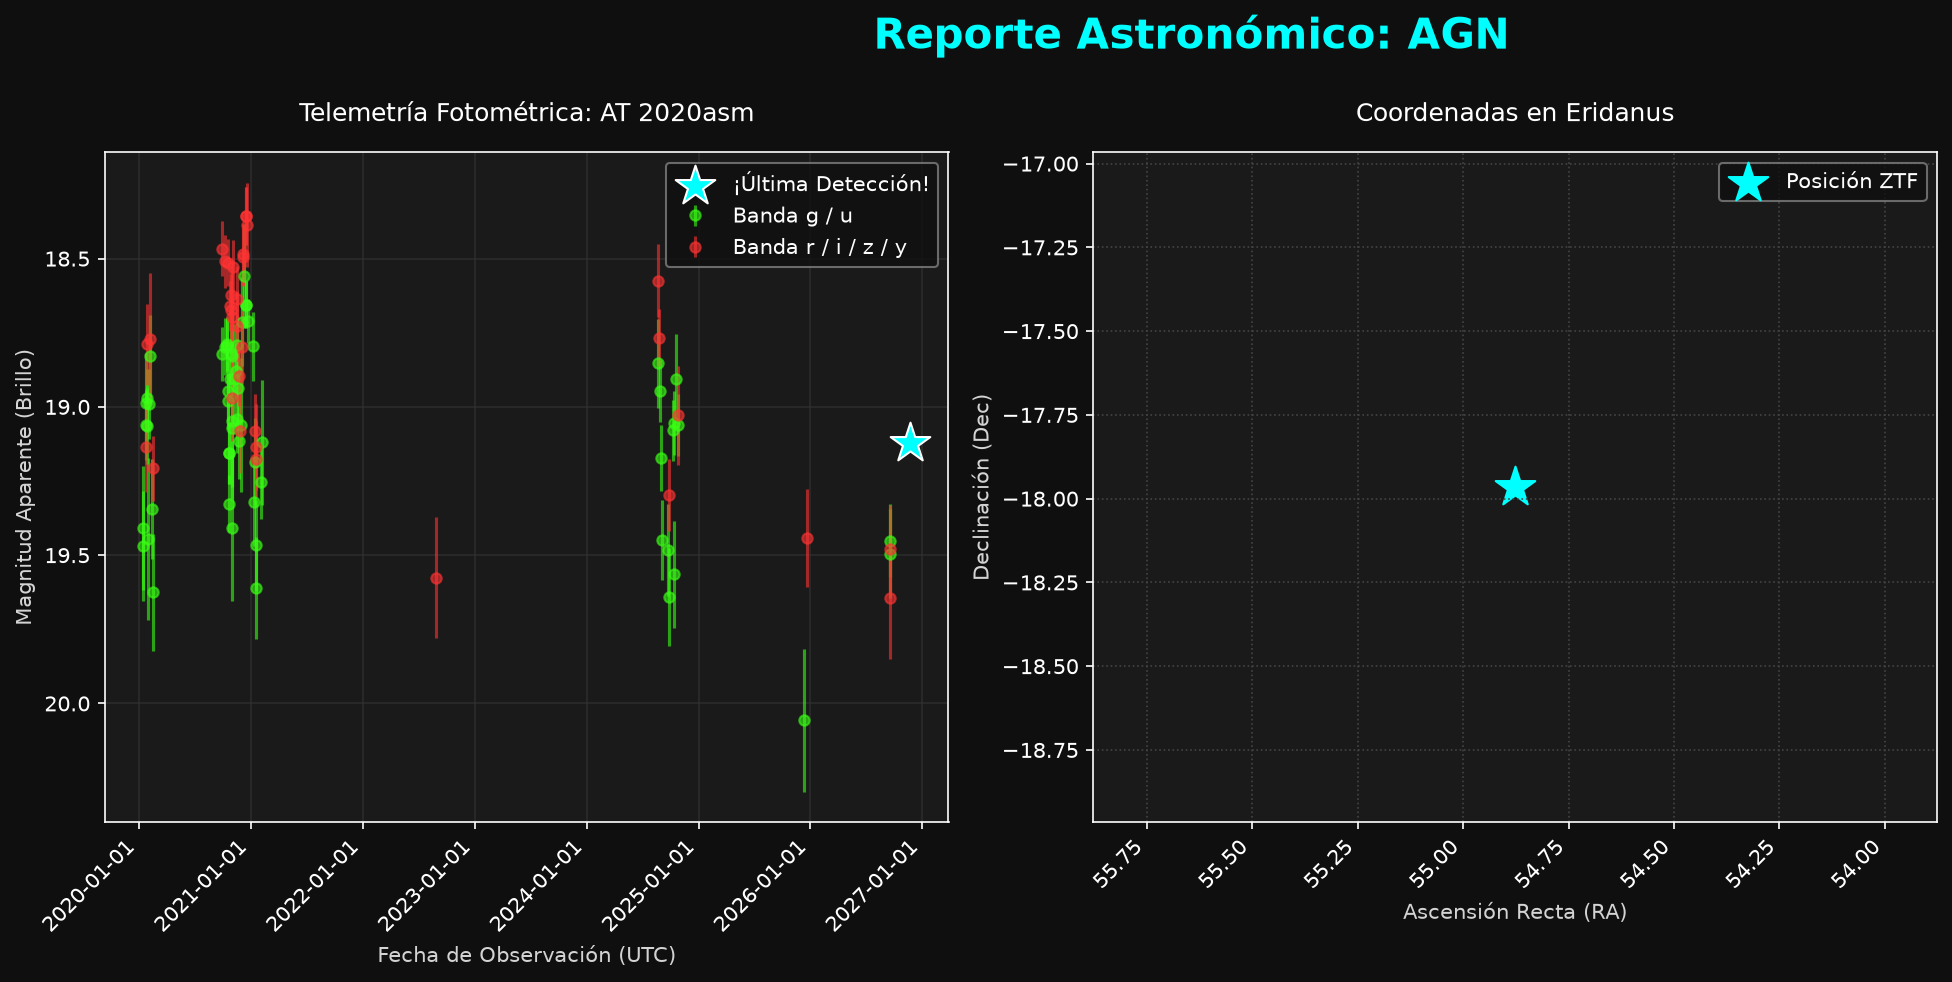 Reporte Astronómico: AGN
Telemetría Fotométrica: AT 2020asm
¡Última Detección!
Banda g / u
Banda r / i / z / y
Magnitud Aparente (Brillo)
18.5
19.0
19.5
20.0
2020-01-01
2021-01-01
2022-01-01
2023-01-01
2024-01-01
2025-01-01
2026-01-01
2027-01-01
Fecha de Observación (UTC)
Coordenadas en Eridanus
Posición ZTF
Declinación (Dec)
−17.00
−17.25
−17.50
−17.75
−18.00
−18.25
−18.50
−18.75
55.75
55.50
55.25
55.00
54.75
54.50
54.25
54.00
Ascensión Recta (RA)